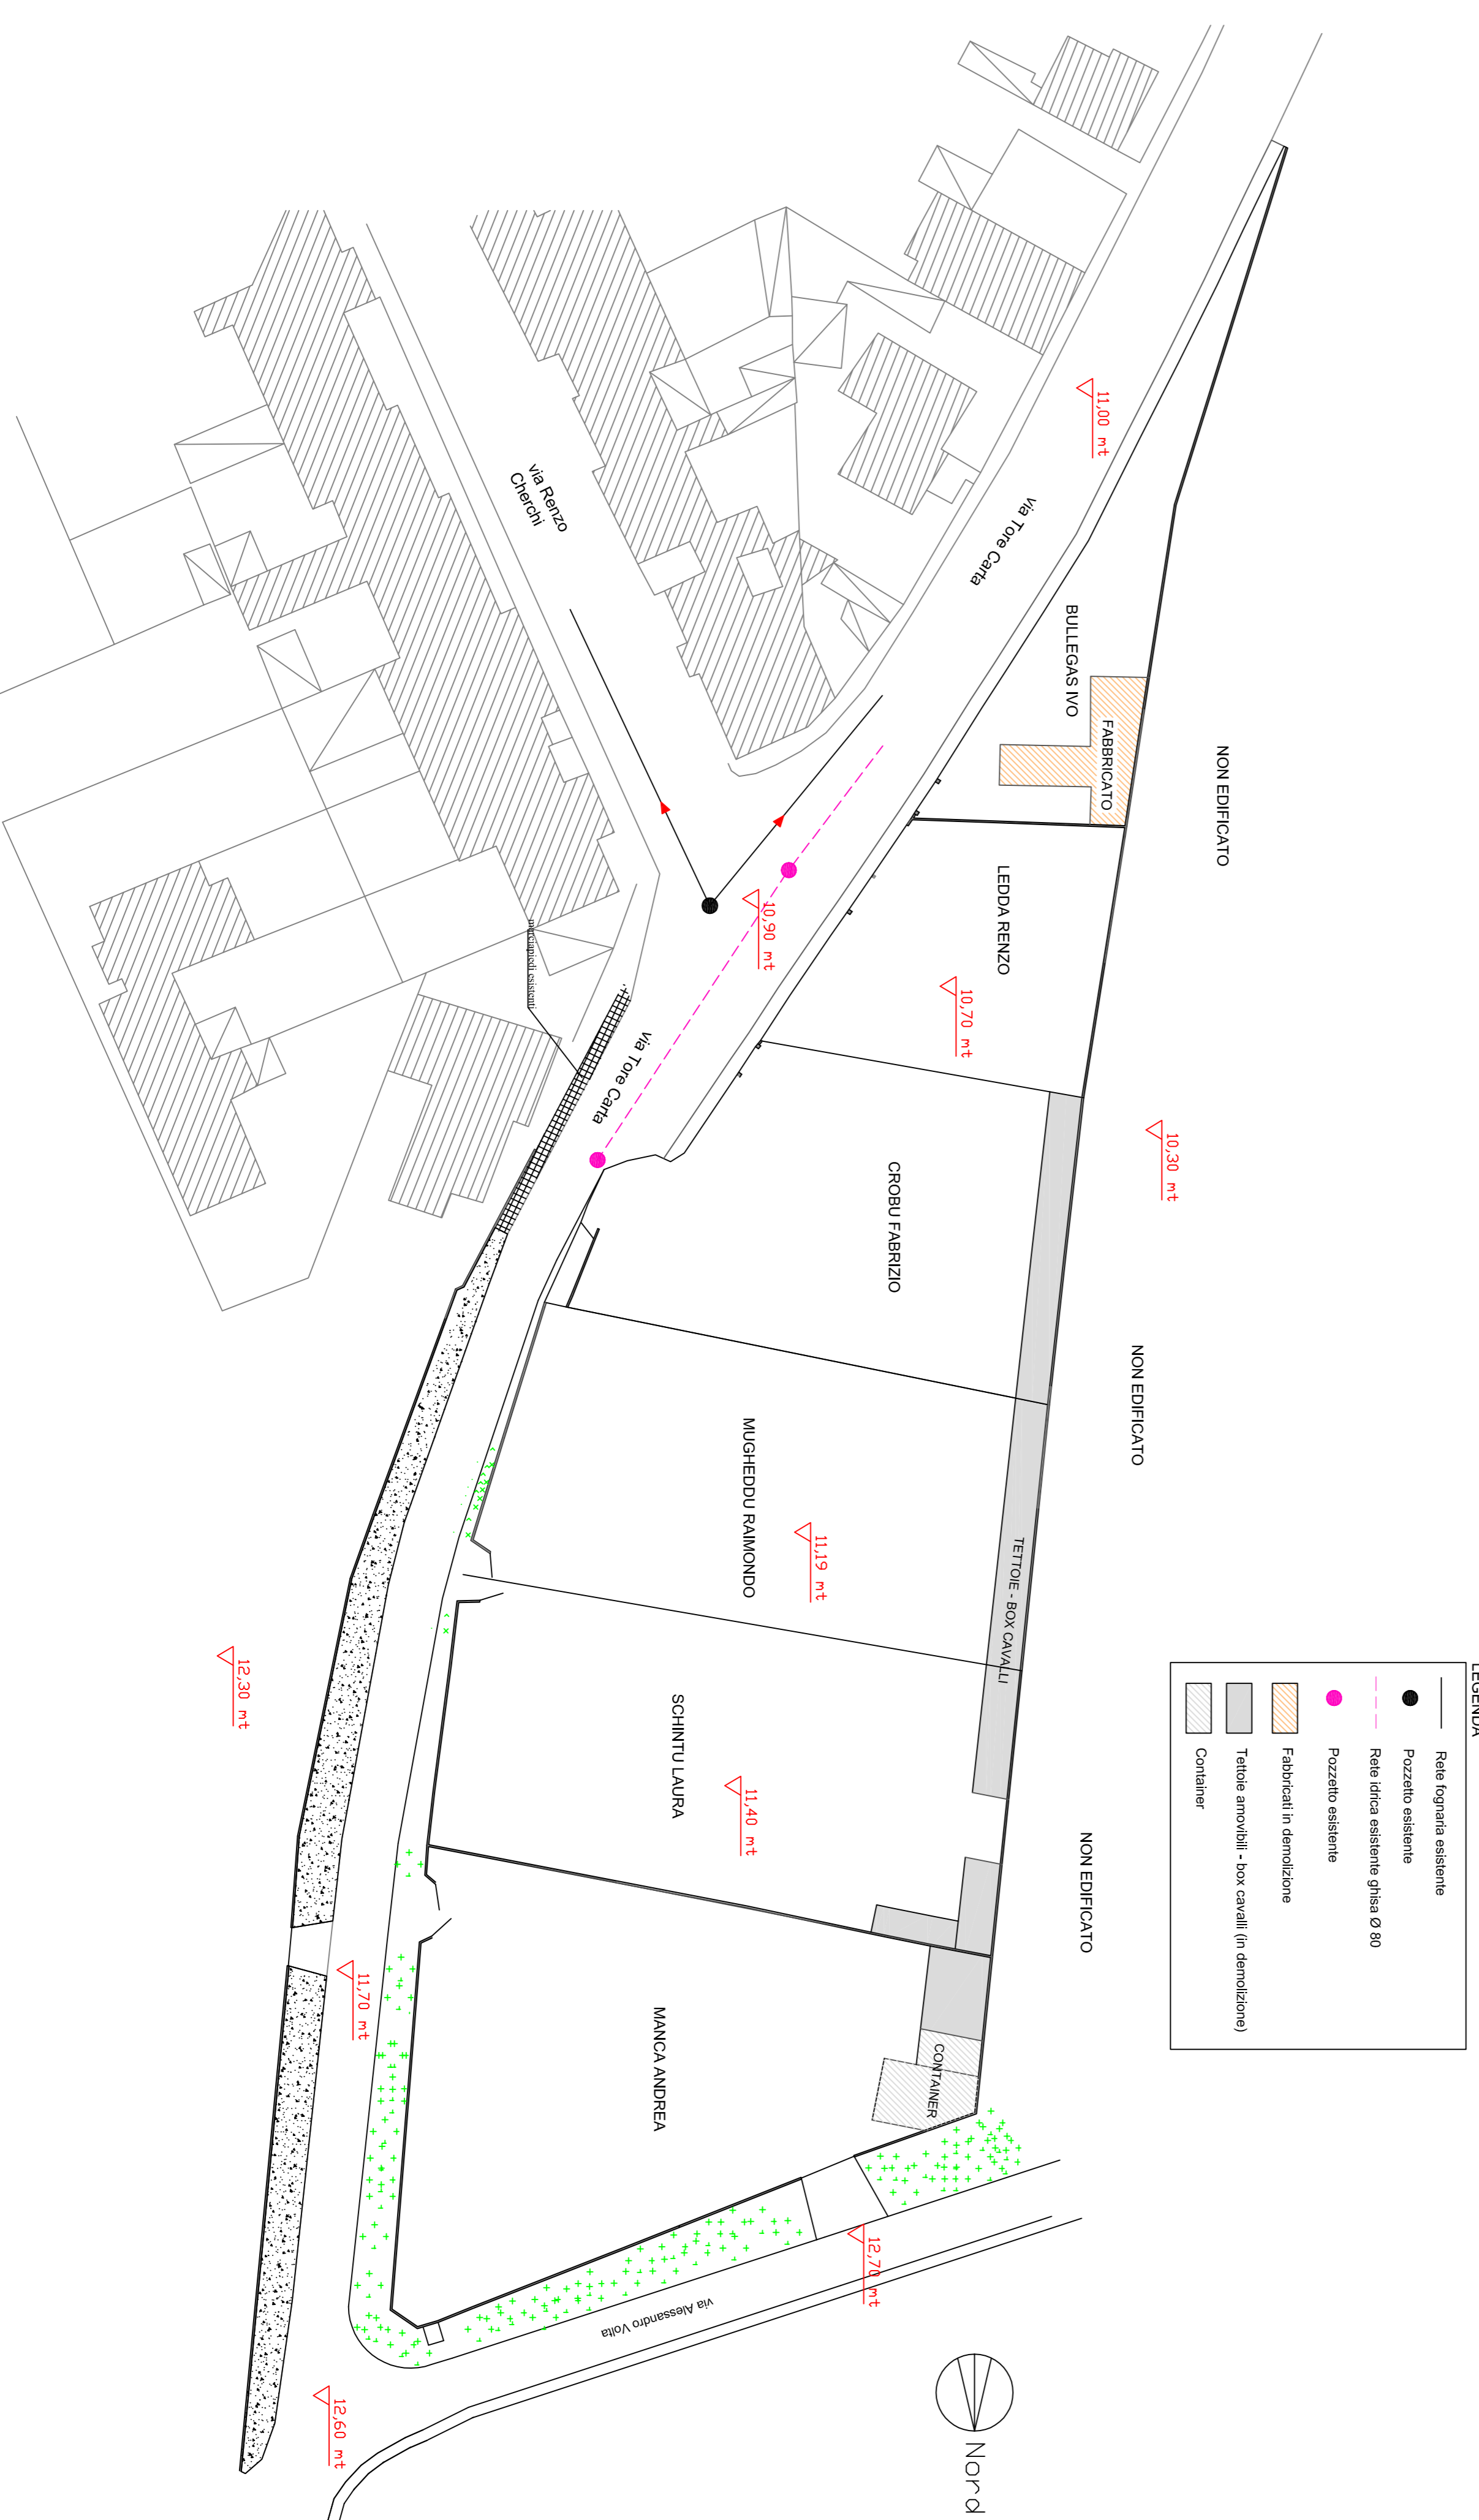 LEGENDA
Rete fognaria esistente
Pozzetto esistente
Rete idrica esistente ghisa Ø 80
Pozzetto esistente
Fabbricati in demolizione
Tettoie amovibili - box cavalli (in demolizione)
Container
NON EDIFICATO
10,30 mt
NON EDIFICATO
NON EDIFICATO
11,00 mt
BULLEGAS IVO
FABBRICATO
via Tore Carta
LEDDA RENZO
10,70 mt
TETTOIE - BOX CAVALLI
CROBU FABRIZIO
11,19 mt
MUGHEDDU RAIMONDO
11,40 mt
SCHINTU LAURA
CONTAINER
MANCA ANDREA
10,90 mt
via Tore Carta
via Renzo
Cherchi
marciapiedi esistenti
12,30 mt
11,70 mt
12,60 mt
12,70 mt
via Alessandro Volta
Nord